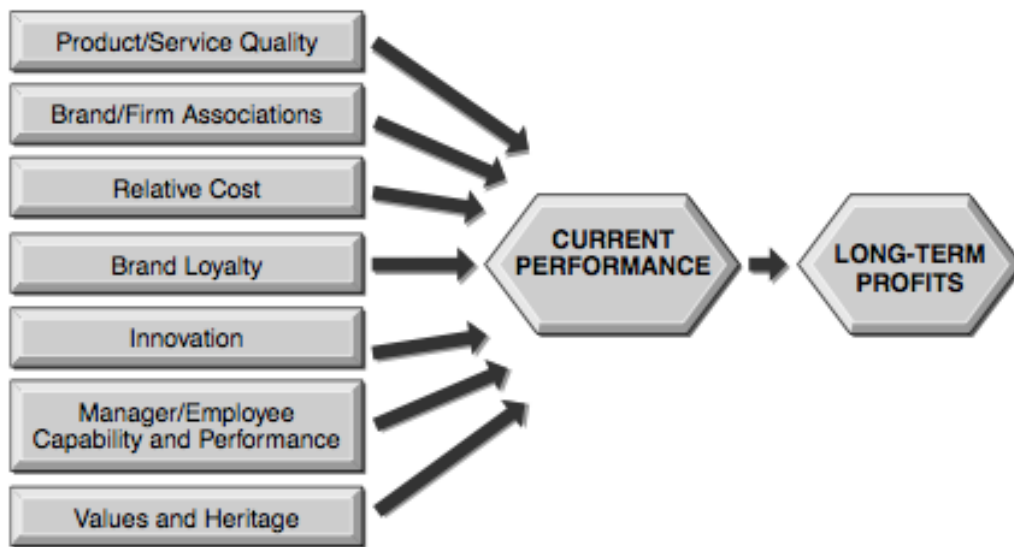 Product/Service Quality
Brand/Firm Associations
Relative Cost
Brand Loyalty
Innovation
Manager/Employee
Capability and Performance
Values and Heritage
CURRENT
PERFORMANCE
LONG-TERM
PROFITS